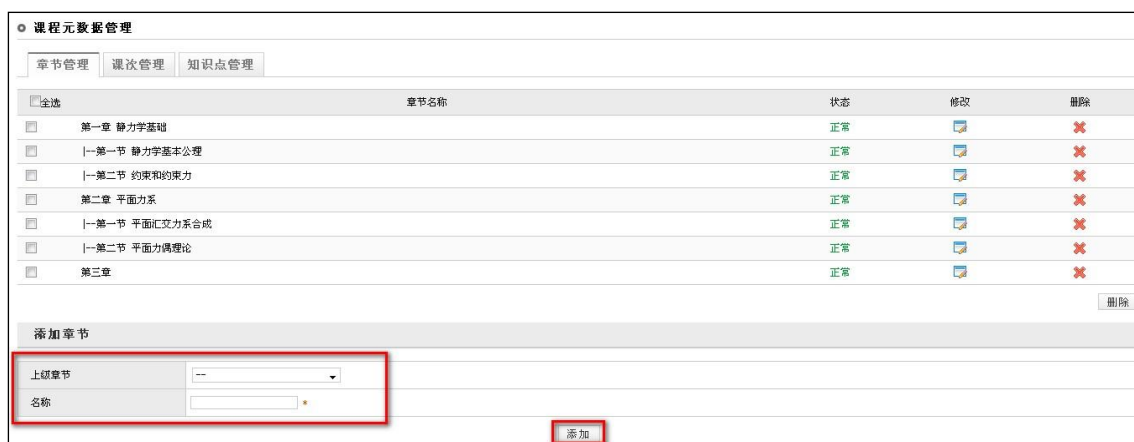 课程元数据管理
章节管理 课次管理 知识点管理
全选 章节名称 状态 修改 删除
第一章 静力学基础 正常
|--第一节 静力学基本公理 正常
|--第二节 约束和约束力 正常
第二章 平面力系 正常
|--第一节 平面汇交力系合成 正常
|--第二节 平面力偶理论 正常
第三章 正常
删除
添加章节
上级章节 --
名称 *
添加